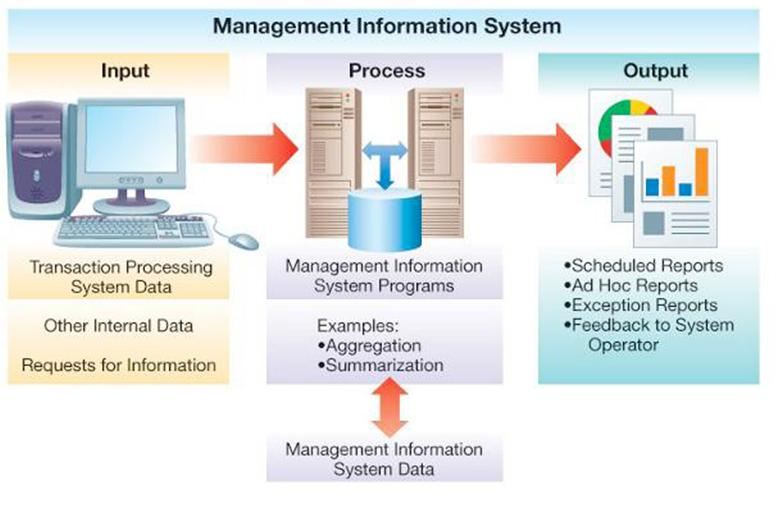 Management Information System
Input
Process
Output
Transaction Processing
System Data
Other Internal Data
Requests for Information
Management Information
System Programs
Examples:
•Aggregation
•Summarization
Management Information
System Data
•Scheduled Reports
•Ad Hoc Reports
•Exception Reports
•Feedback to System
Operator